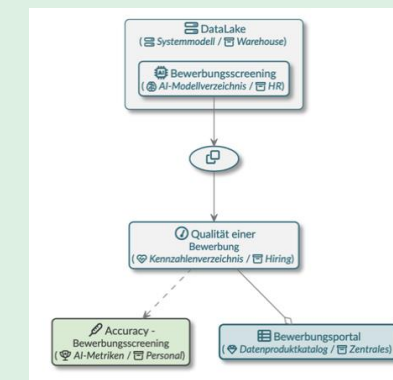 DataLake
( Systemmodell / Warehouse)
Bewerbungsscreening
( AI-Modellverzeichnis / HR)
Qualität einer
Bewerbung
( Kennzahlenverzeichnis / Hiring)
Accuracy -
Bewerbungsscreening
( AI-Metriken / Personal)
Bewerbungsportal
( Datenproduktkatalog / Zentrales)